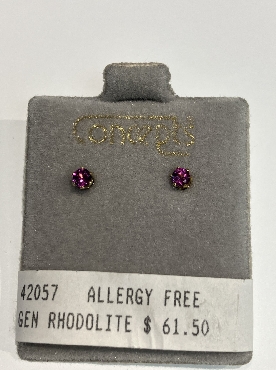 42057 ALLERGY FREE
GEN RHODOLITE $ 61.50